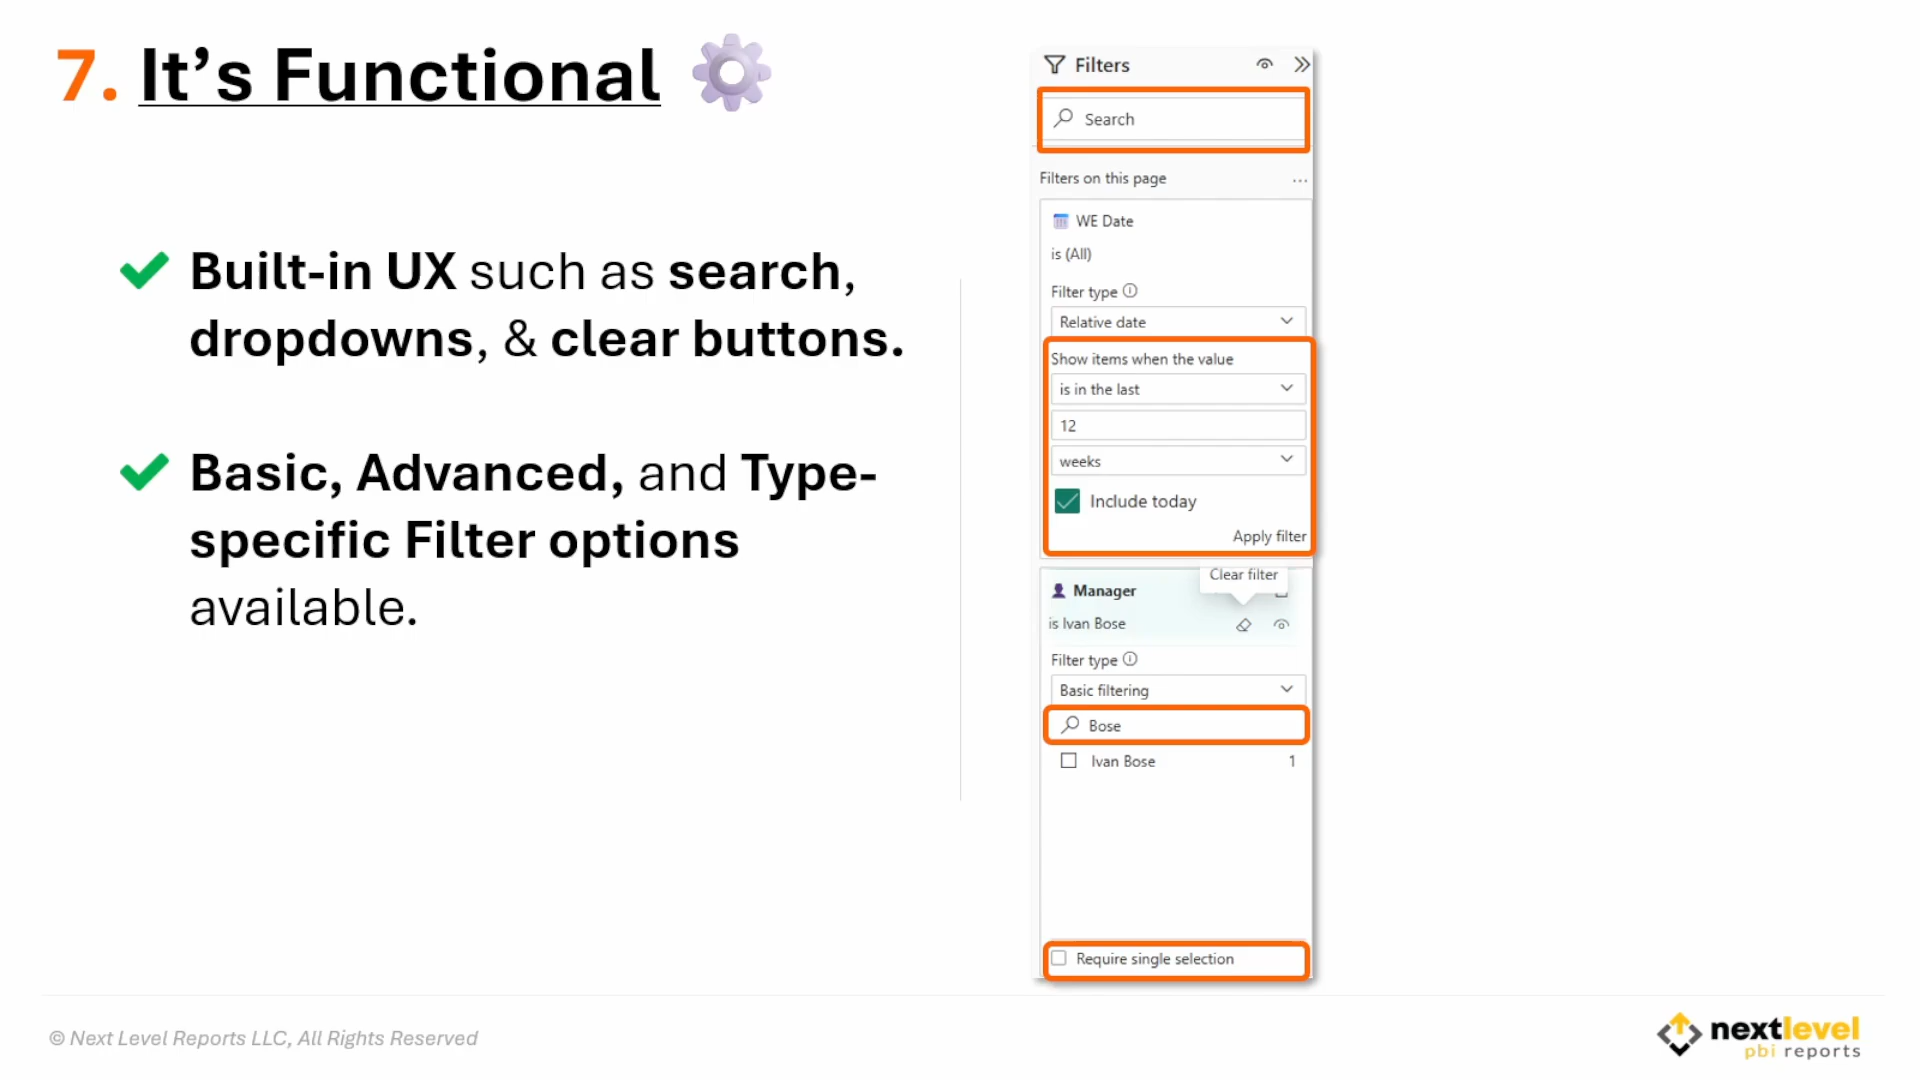 7. It’s Functional
Built-in UX such as search,
dropdowns, & clear buttons.
Basic, Advanced, and Type-
specific Filter options
available.
Filters
Search
Filters on this page
...
WE Date
is (All)
Filter type
Relative date
Show items when the value
is in the last
12
weeks
Include today
Apply filter
Clear filter
Manager
is Ivan Bose
Filter type
Basic filtering
Bose
Ivan Bose 1
Require single selection
© Next Level Reports LLC, All Rights Reserved
nextlevel
pbi reports